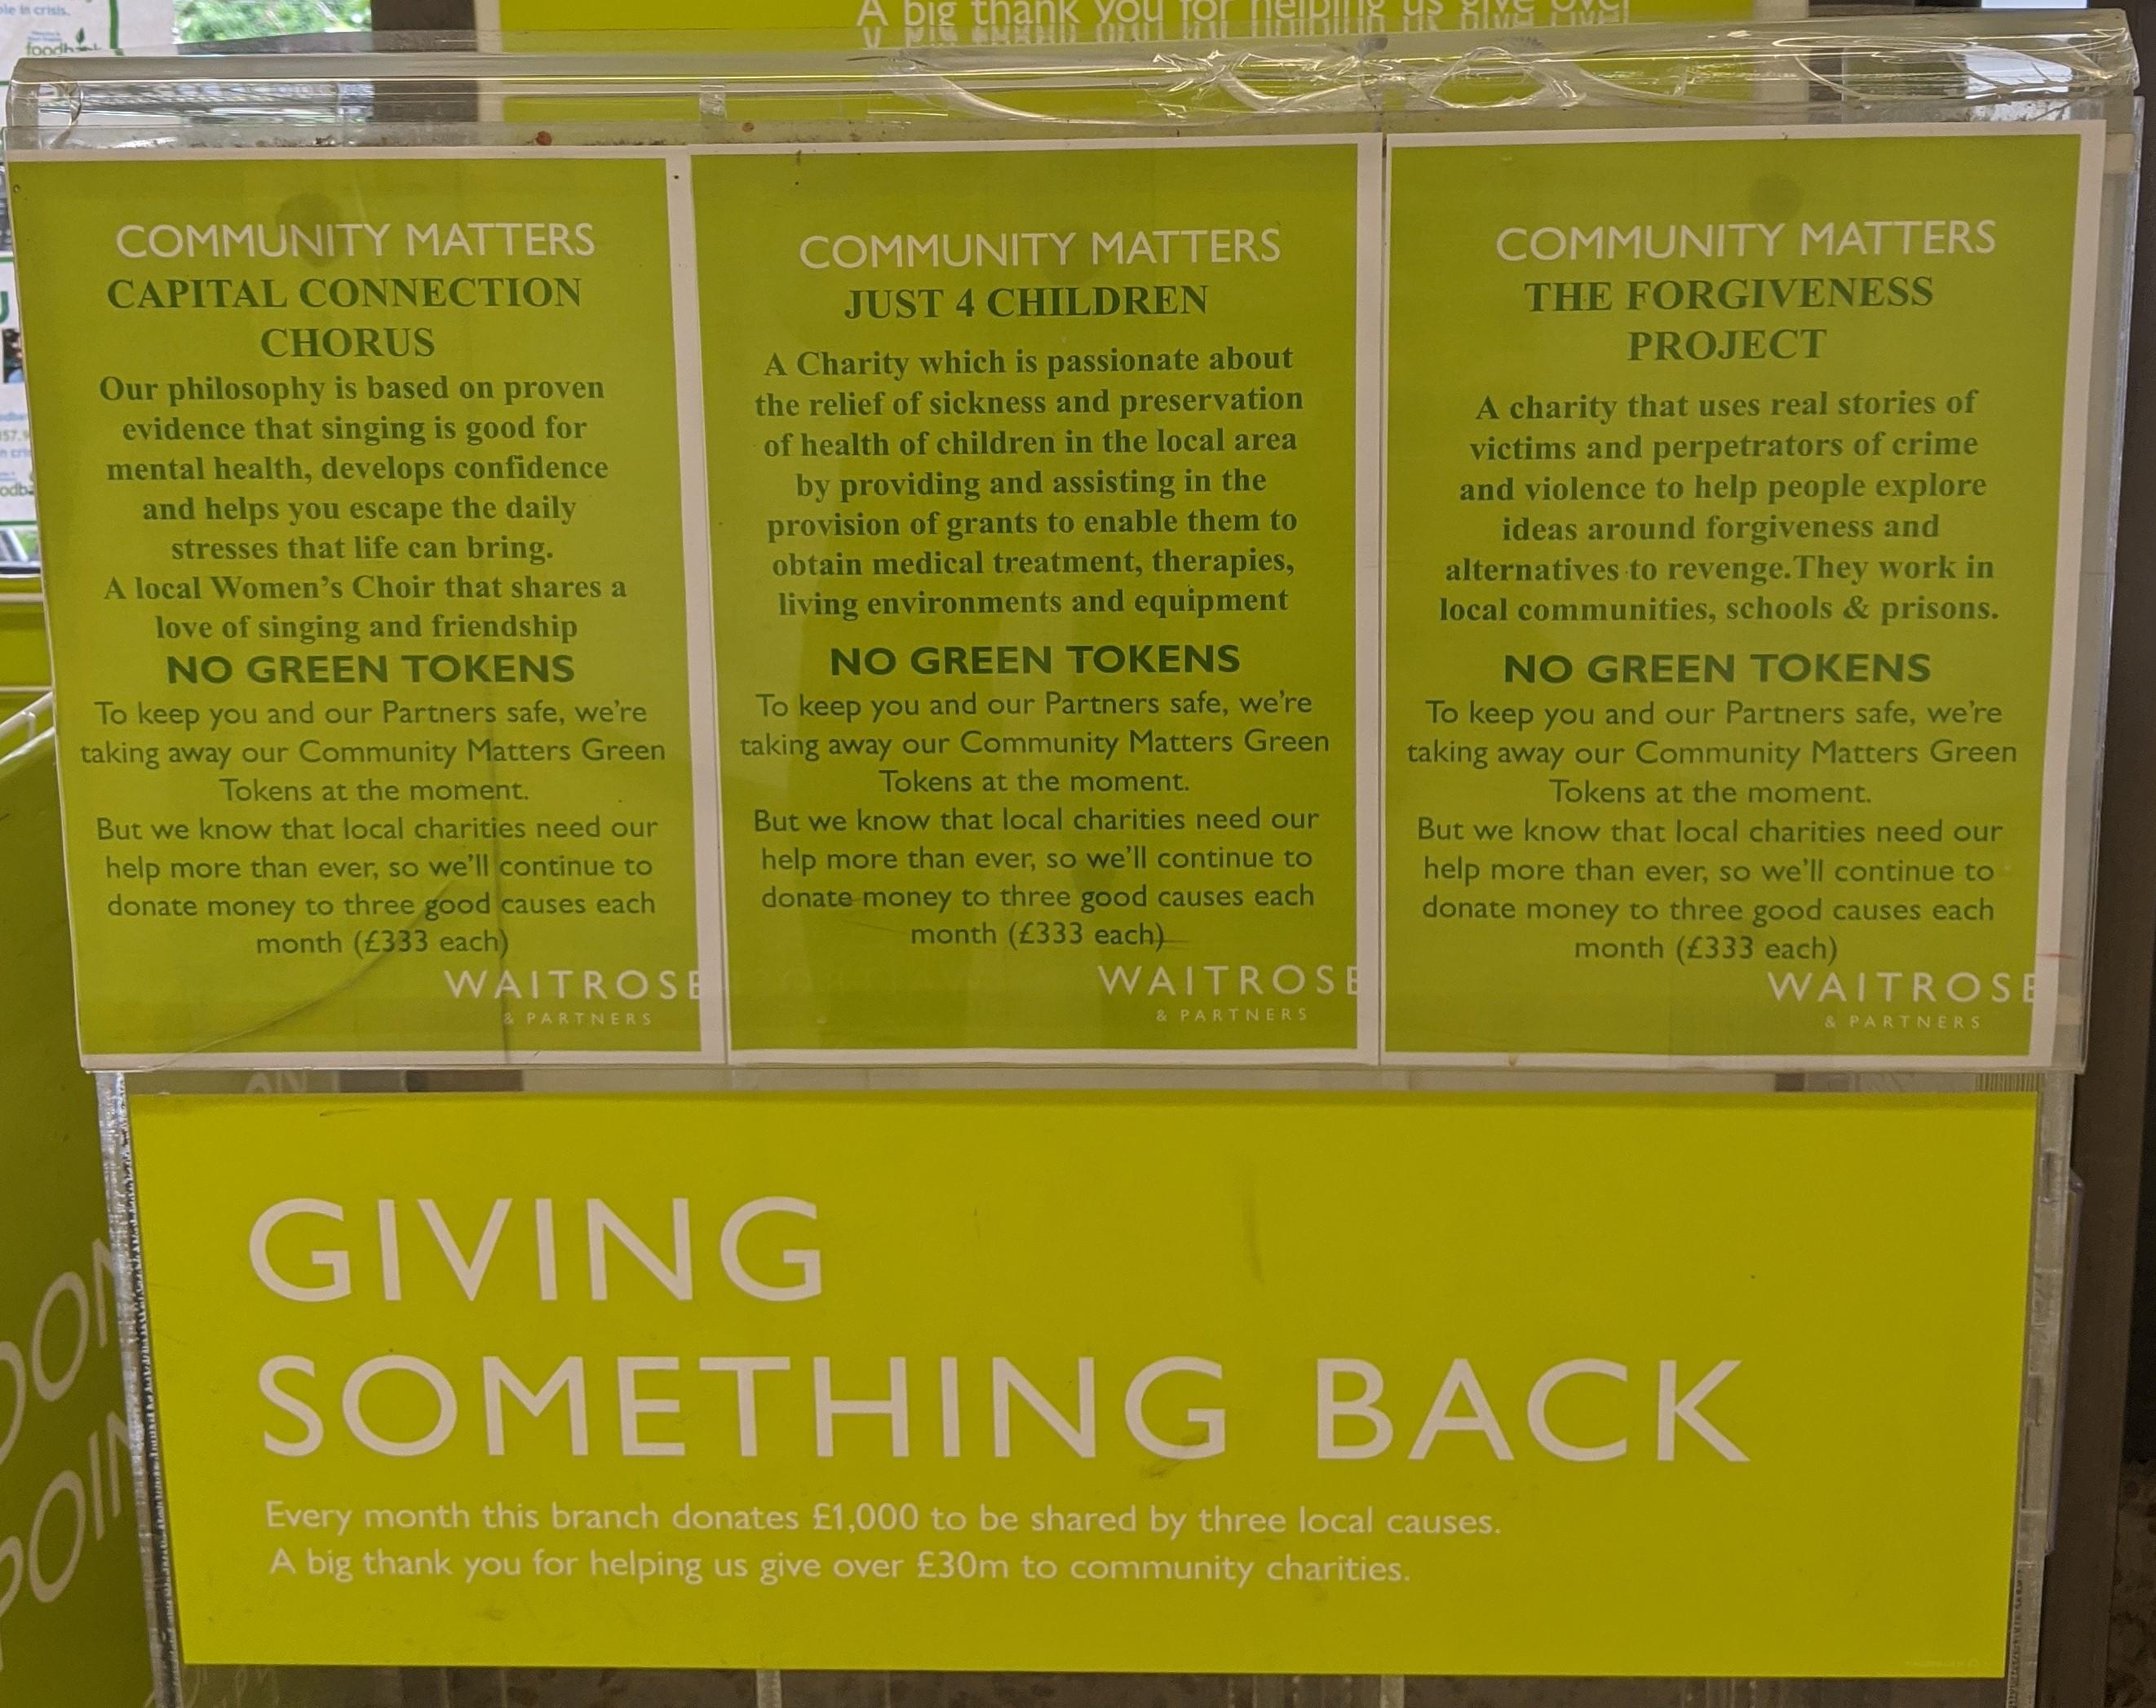 le in crisis.
A big thank you for helping us give over
COMMUNITY MATTERS
CAPITAL CONNECTION
CHORUS
Our philosophy is based on proven
evidence that singing is good for
mental health, develops confidence
and helps you escape the daily
stresses that life can bring.
A local Women's Choir that shares a
love of singing and friendship
NO GREEN TOKENS
To keep you and our Partners safe, we're
taking away our Community Matters Green
Tokens at the moment.
But we know that local charities need our
help more than ever, so we'll continue to
donate money to three good causes each
month (£333 each)
WAITROSE
& PARTNERS
COMMUNITY MATTERS
JUST 4 CHILDREN
A Charity which is passionate about
the relief of sickness and preservation
of health of children in the local area
by providing and assisting in the
provision of grants to enable them to
obtain medical treatment, therapies,
living environments and equipment
NO GREEN TOKENS
To keep you and our Partners safe, we're
taking away our Community Matters Green
Tokens at the moment.
But we know that local charities need our
help more than ever, so we'll continue to
donate money to three good causes each
month (£333 each)
WAITROSE
& PARTNERS
COMMUNITY MATTERS
THE FORGIVENESS
PROJECT
A charity that uses real stories of
victims and perpetrators of crime
and violence to help people explore
ideas around forgiveness and
alternatives to revenge.They work in
local communities, schools & prisons.
NO GREEN TOKENS
To keep you and our Partners safe, we're
taking away our Community Matters Green
Tokens at the moment.
But we know that local charities need our
help more than ever, so we'll continue to
donate money to three good causes each
month (£333 each)
WAITROSE
& PARTNERS
GIVING
SOMETHING BACK
Every month this branch donates £1,000 to be shared by three local causes.
A big thank you for helping us give over £30m to community charities.